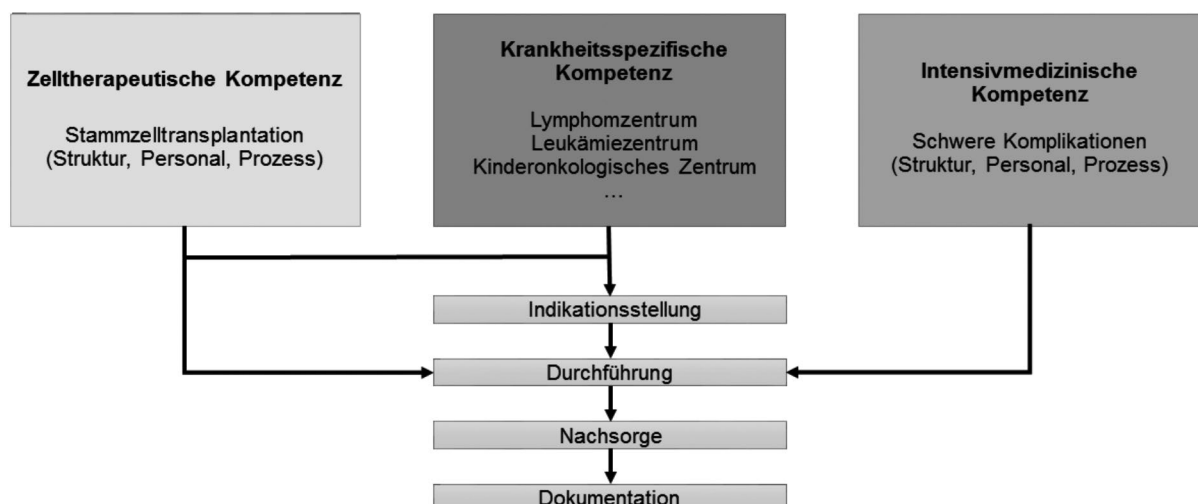 Zelltherapeutische Kompetenz
Stammzelltransplantation
(Struktur, Personal, Prozess)
Krankheitsspezifische
Kompetenz
Lymphomzentrum
Leukämiezentrum
Kinderonkologisches Zentrum
...
Intensivmedizinische
Kompetenz
Schwere Komplikationen
(Struktur, Personal, Prozess)
Indikationsstellung
Durchführung
Nachsorge
Dokumentation